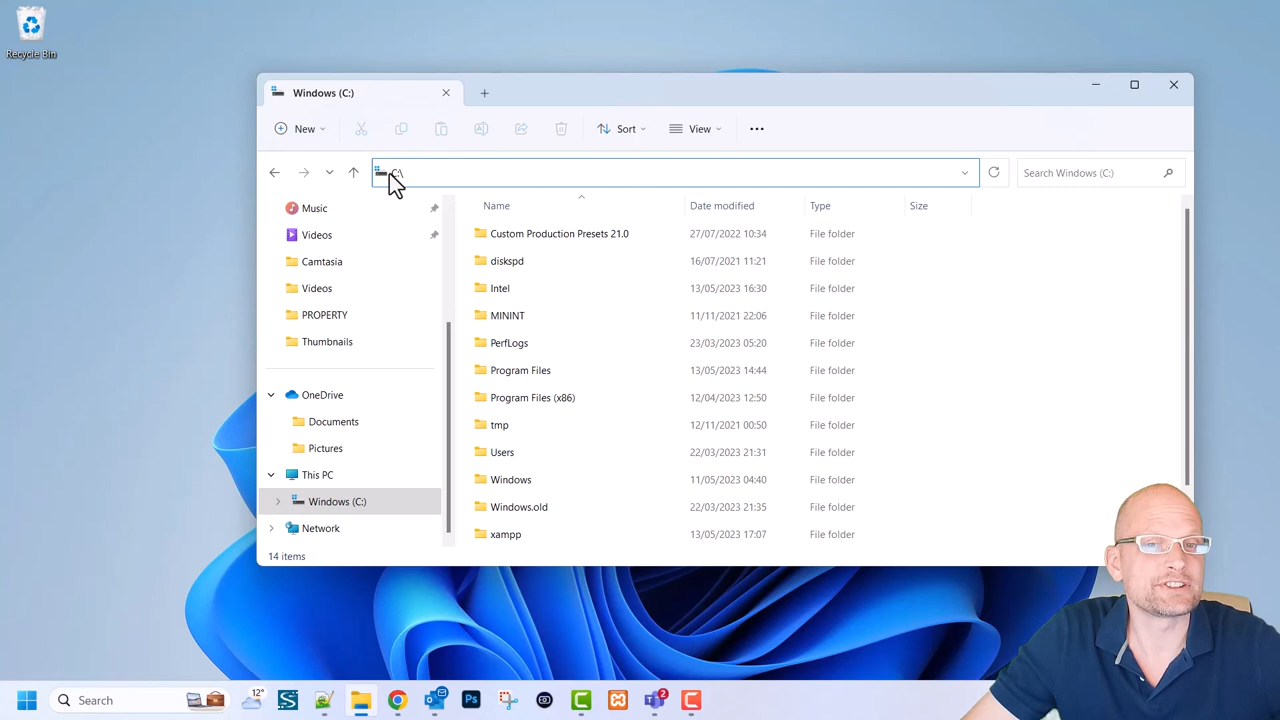 Recycle Bin
Windows (C:)
New
Sort
View
C:\
Search Windows (C:)
Name
Date modified
Type
Size
Music
Videos
Camtasia
Videos
PROPERTY
Thumbnails
OneDrive
Documents
Pictures
This PC
Windows (C:)
Network
Custom Production Presets 21.0 27/07/2022 10:34 File folder
diskspd 16/07/2021 11:21 File folder
Intel 13/05/2023 16:30 File folder
MININT 11/11/2021 22:06 File folder
PerfLogs 23/03/2023 05:20 File folder
Program Files 13/05/2023 14:44 File folder
Program Files (x86) 12/04/2023 12:50 File folder
tmp 12/11/2021 00:50 File folder
Users 22/03/2023 21:31 File folder
Windows 11/05/2023 04:40 File folder
Windows.old 22/03/2023 21:35 File folder
xampp 13/05/2023 17:07 File folder
14 items
Search
12°
S
Ps
C
T
2
C